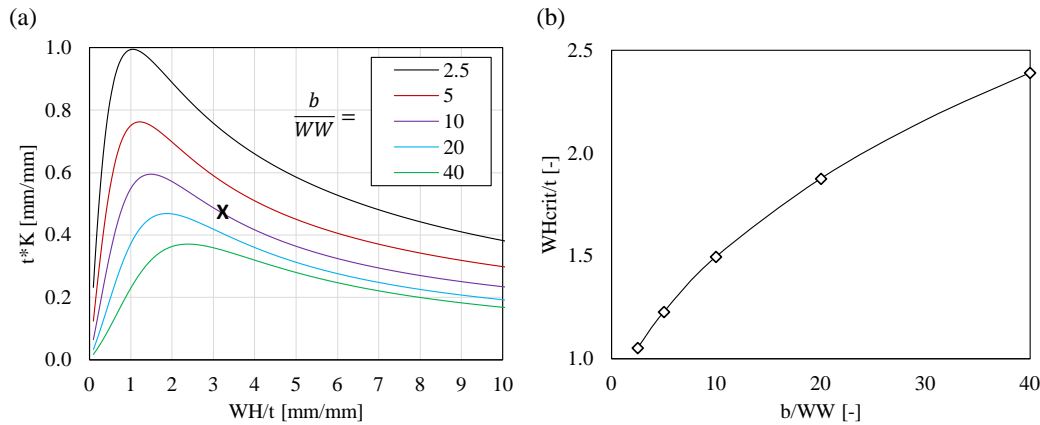 (a)
1.0
0.8
0.6
0.4
0.2
0.0
t*K [mm/mm]
0 1 2 3 4 5 6 7 8 9 10
WH/t [mm/mm]
b
WW =
2.5
5
10
20
40
X
(b)
2.5
2.0
1.5
1.0
WHcrit/t [-]
0 10 20 30 40
b/WW [-]